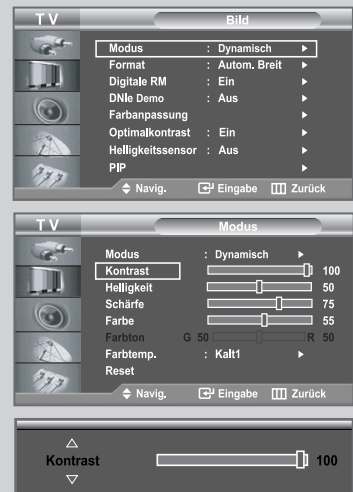 TV Bild
Modus : Dynamisch ►
Format : Autom. Breit ►
Digitale RM : Ein ►
DNIe Demo : Aus ►
Farbanpassung ►
Optimalkontrast : Ein ►
Helligkeitssensor : Aus ►
PIP ►
Navig. Eingabe Zurück
TV Modus
Modus : Dynamisch ►
Kontrast 100
Helligkeit 50
Schärfe 75
Farbe 55
Farbton G 50 R 50
Farbtemp. : Kalt1 ►
Reset
Navig. Eingabe Zurück
△
Kontrast 100
▽